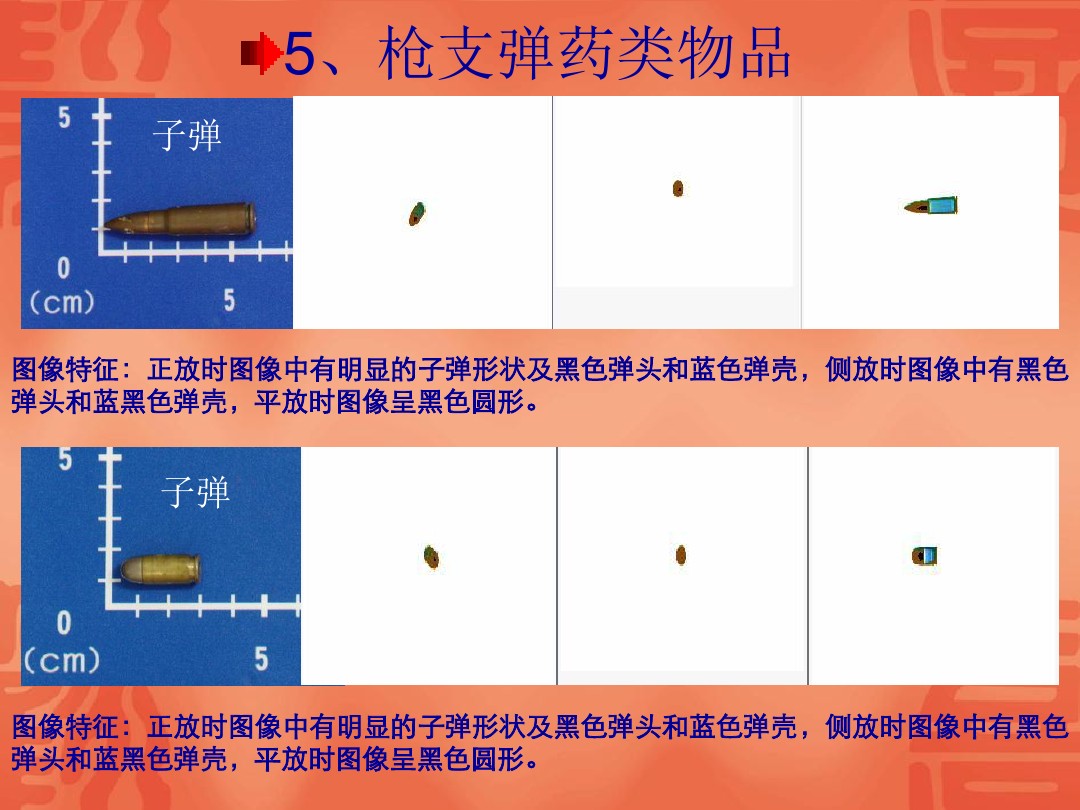 5、枪支弹药类物品
5
子弹
0
(cm)
5
图像特征：正放时图像中有明显的子弹形状及黑色弹头和蓝色弹壳，侧放时图像中有黑色
弹头和蓝黑色弹壳，平放时图像呈黑色圆形。
5
子弹
0
(cm)
5
图像特征：正放时图像中有明显的子弹形状及黑色弹头和蓝色弹壳，侧放时图像中有黑色
弹头和蓝黑色弹壳，平放时图像呈黑色圆形。